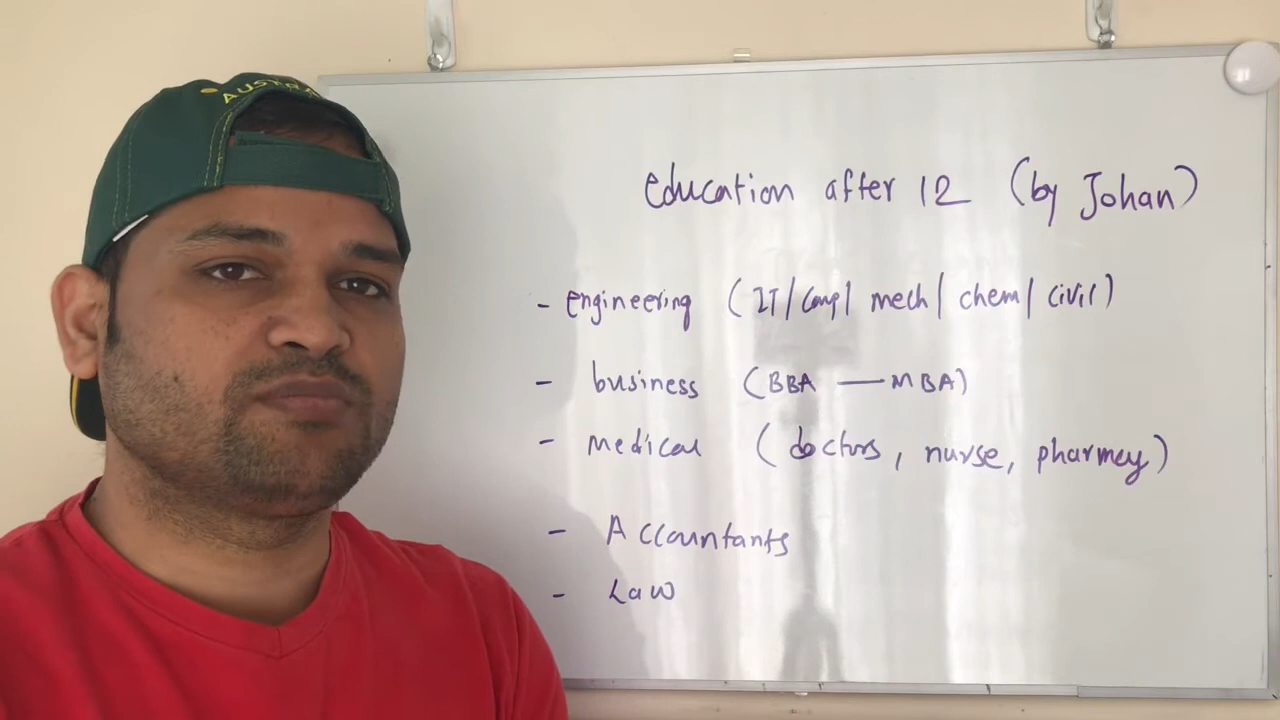 AUSTRA
education after 12 (by Johan)
- engineering (IT/Comp/ mech/ chem/ civil)
- business (BBA — MBA)
- medical (doctors, nurse, pharmcy)
- Accountants
- Law